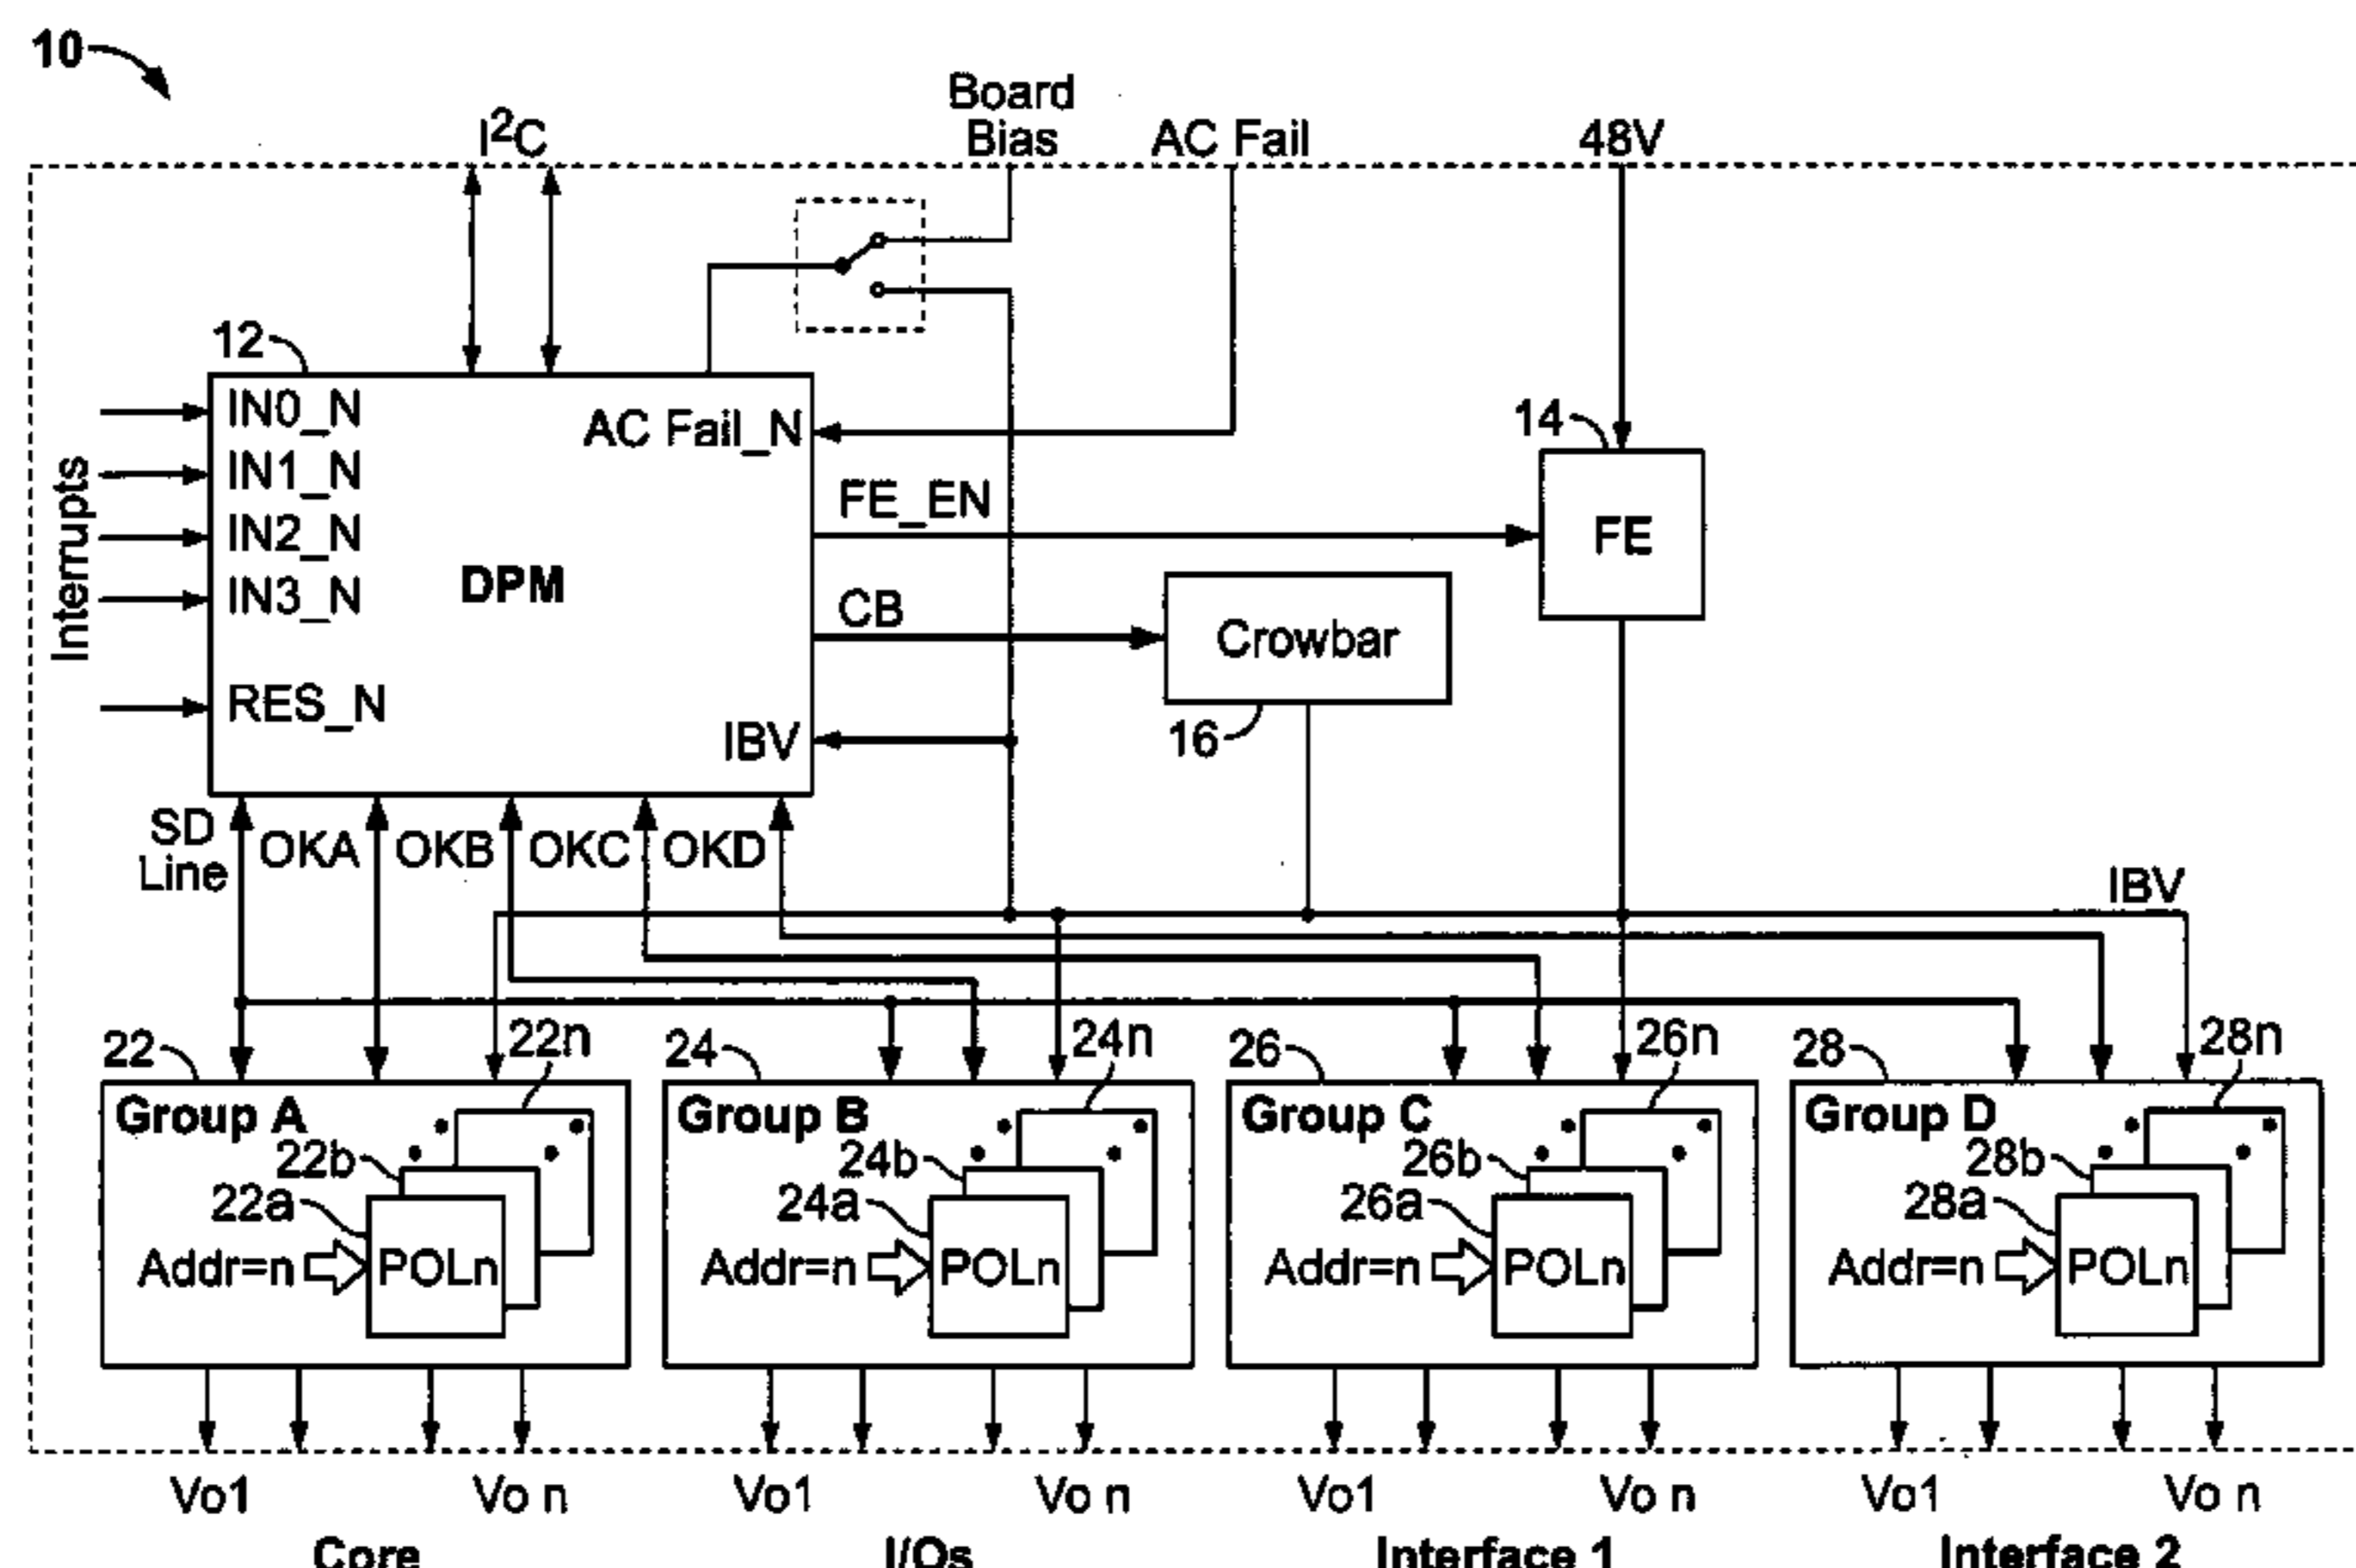 10
I²C
Board
Bias
AC Fail
48V
12
14
IN0_N
AC Fail_N
IN1_N
FE_EN
IN2_N
FE
DPM
IN3_N
CB
Crowbar
Interrupts
RES_N
IBV
16
SD
Line
OKA
OKB
OKC
OKD
IBV
22
22n
24
24n
26
26n
28
28n
Group A
Group B
Group C
Group D
22b
24b
26b
28b
22a
24a
26a
28a
Addr=n
POLn
Addr=n
POLn
Addr=n
POLn
Addr=n
POLn
Vo1
Vo n
Vo1
Vo n
Vo1
Vo n
Vo1
Vo n
Core
I/Os
Interface 1
Interface 2